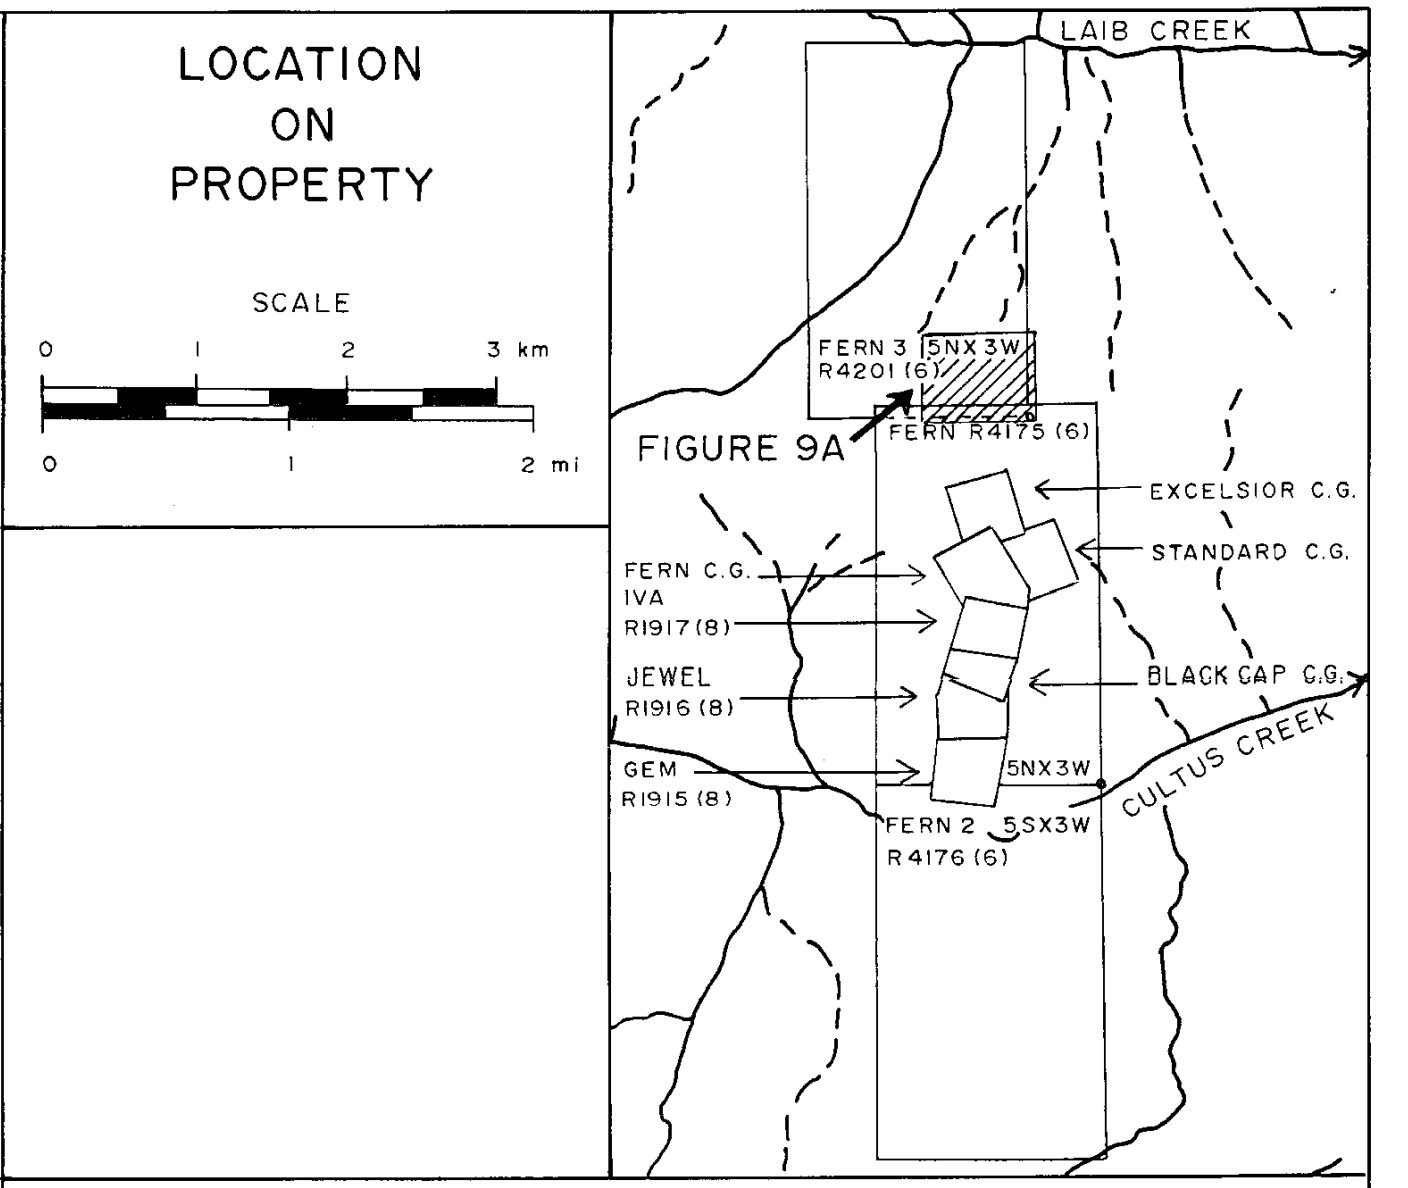 LOCATION
ON
PROPERTY
SCALE
0 1 2 3 km
0 1 2 mi
LAIB CREEK
FERN 3 5NX3W
R4201 (6)
FERN R4175 (6)
FIGURE 9A
EXCELSIOR C.G.
STANDARD C.G.
FERN C.G.
IVA
R1917 (8)
JEWEL
R1916 (8)
BLACK CAP C.G.
GEM
R1915 (8)
5NX3W
CULTUS CREEK
FERN 2 5SX3W
R4176 (6)